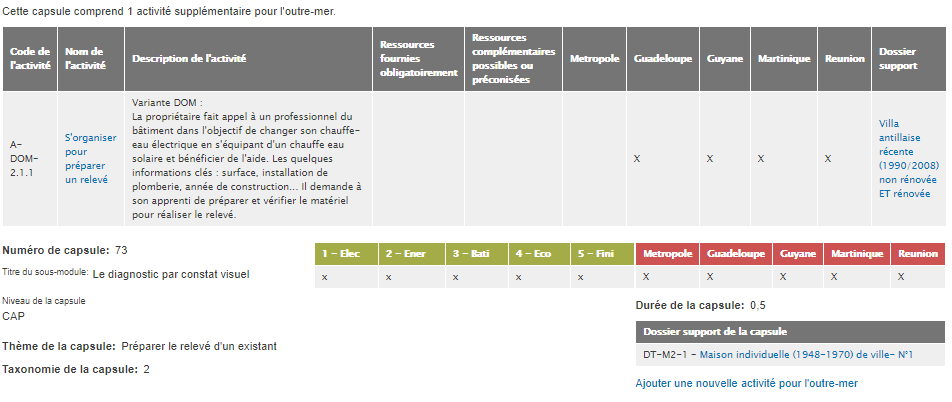 Cette capsule comprend 1 activité supplémentaire pour l'outre-mer.
Code de l'activité
Nom de l'activité
Description de l'activité
Ressources fournies obligatoirement
Ressources complémentaires possibles ou préconisées
Metropole
Guadeloupe
Guyane
Martinique
Reunion
Dossier support
A-DOM-2.1.1
S'organiser pour préparer un relevé
Variante DOM :
La propriétaire fait appel à un professionnel du
bâtiment dans l'objectif de changer son chauffe-
eau électrique en s'équipant d'un chauffe eau
solaire et bénéficier de l'aide. Les quelques
informations clés : surface, installation de
plomberie, année de construction... Il demande à
son apprenti de préparer et vérifier le matériel
pour réaliser le relevé.
X X X X
Villa antillaise récente (1990/2008) non rénovée ET rénovée
Numéro de capsule: 73
1 - Elec 2 - Ener 3 - Bati 4 - Eco 5 - Fini Metropole Guadeloupe Guyane Martinique Reunion
Titre du sous-module: Le diagnostic par constat visuel
x x x x x X X X X X
Niveau de la capsule
CAP
Durée de la capsule: 0,5
Dossier support de la capsule
Thème de la capsule: Préparer le relevé d'un existant
DT-M2-1 - Maison individuelle (1948-1970) de ville- N°1
Taxonomie de la capsule: 2
Ajouter une nouvelle activité pour l'outre-mer